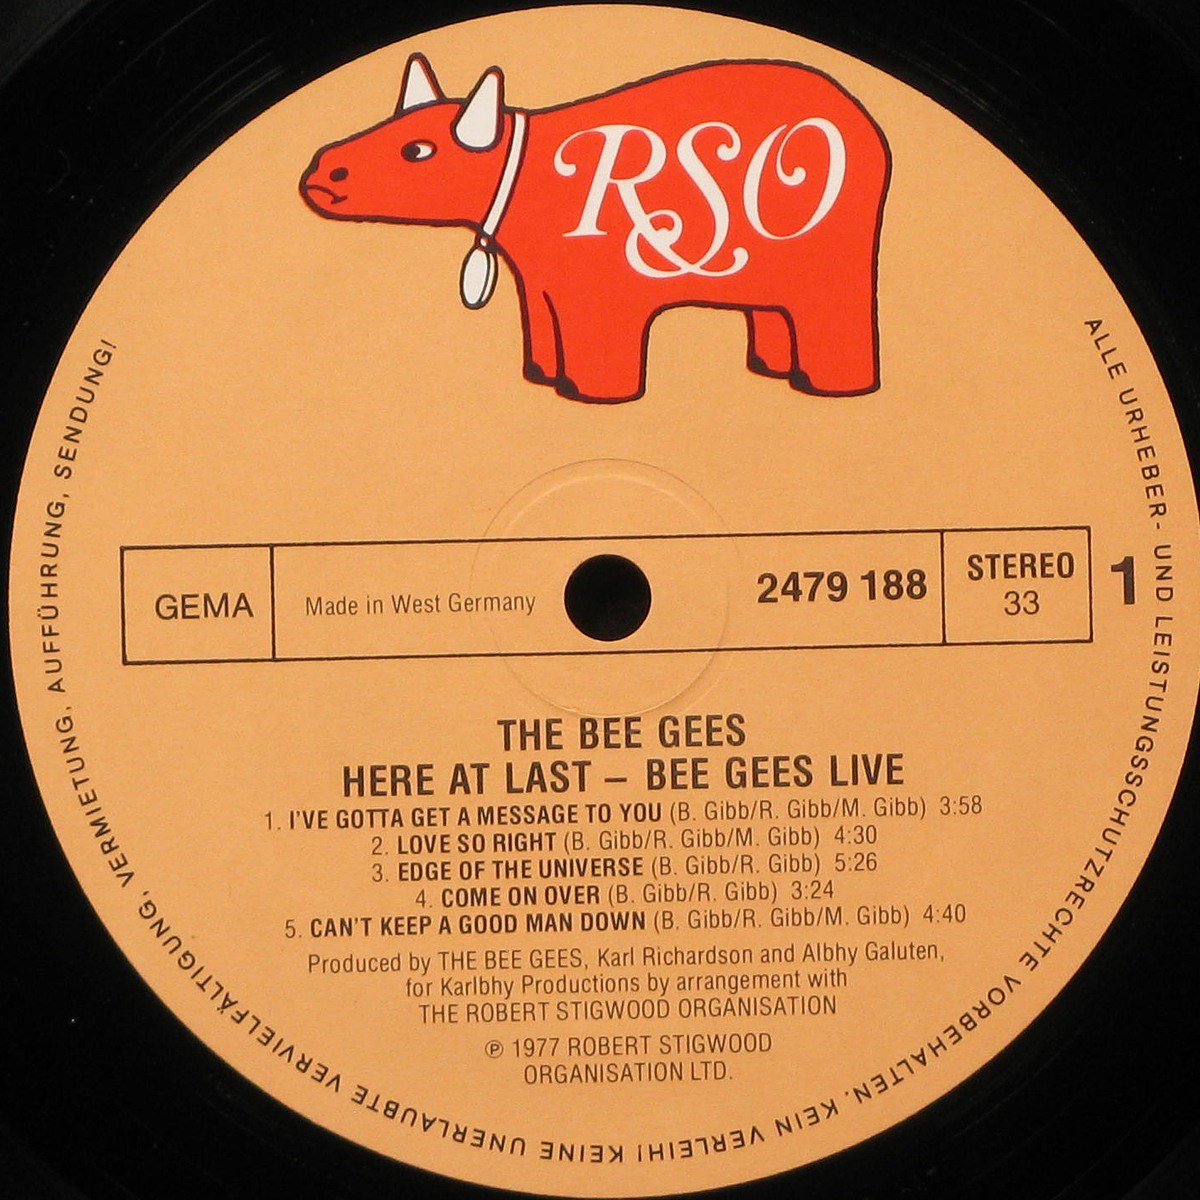 RSO
GEMA
Made in West Germany
2479 188
STEREO
33
1
THE BEE GEES
HERE AT LAST – BEE GEES LIVE
1. I'VE GOTTA GET A MESSAGE TO YOU (B. Gibb/R. Gibb/M. Gibb) 3:58
2. LOVE SO RIGHT (B. Gibb/R. Gibb/M. Gibb) 4:30
3. EDGE OF THE UNIVERSE (B. Gibb/R. Gibb) 5:26
4. COME ON OVER (B. Gibb/R. Gibb) 3:24
5. CAN'T KEEP A GOOD MAN DOWN (B. Gibb/R. Gibb/M. Gibb) 4:40
Produced by THE BEE GEES, Karl Richardson and Albhy Galuten,
for Karlbhy Productions by arrangement with
THE ROBERT STIGWOOD ORGANISATION
℗ 1977 ROBERT STIGWOOD
ORGANISATION LTD.
ALLE URHEBER- UND LEISTUNGSSCHUTZRECHTE VORBEHALTEN. KEIN VERLEIH! KEINE UNERLAUBTE VERVIELFÄLTIGUNG, VERMIETUNG, AUFFÜHRUNG, SENDUNG!